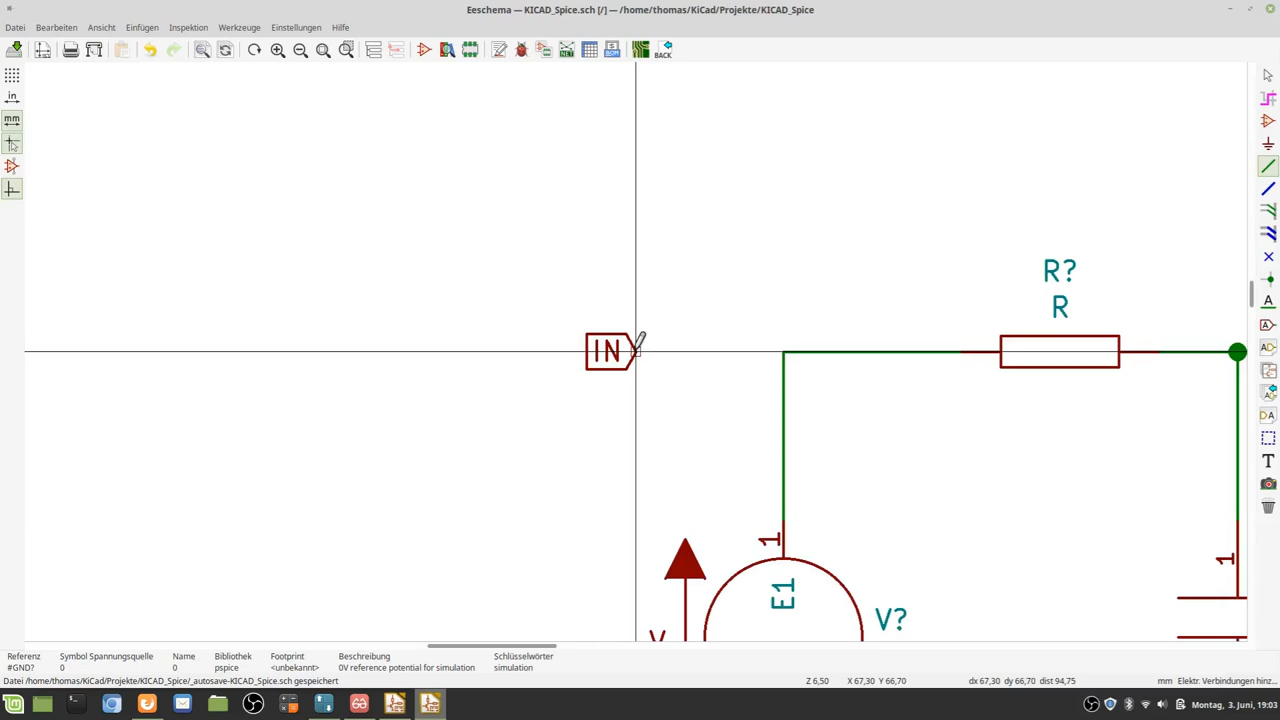 Eeschema — KICAD_Spice.sch [/] — /home/thomas/KiCad/Projekte/KICAD_Spice
Datei Bearbeiten Ansicht Einfügen Inspektion Werkzeuge Einstellungen Hilfe
NET
BOM
BACK
in
mm
A
A
A
A
DA
T
R?
R
IN
1
E1
V?
V
1
Referenz Symbol Spannungsquelle Name Bibliothek Footprint Beschreibung Schlüsselwörter
#GND? 0 0 pspice <unbekannt> 0V reference potential for simulation simulation
Datei /home/thomas/KiCad/Projekte/KICAD_Spice/_autosave-KICAD_Spice.sch gespeichert Z 6,50 X 67,30 Y 66,70 dx 67,30 dy 66,70 dist 94,75 mm Elektr. Verbindungen hinz...
Montag, 3. Juni, 19:03